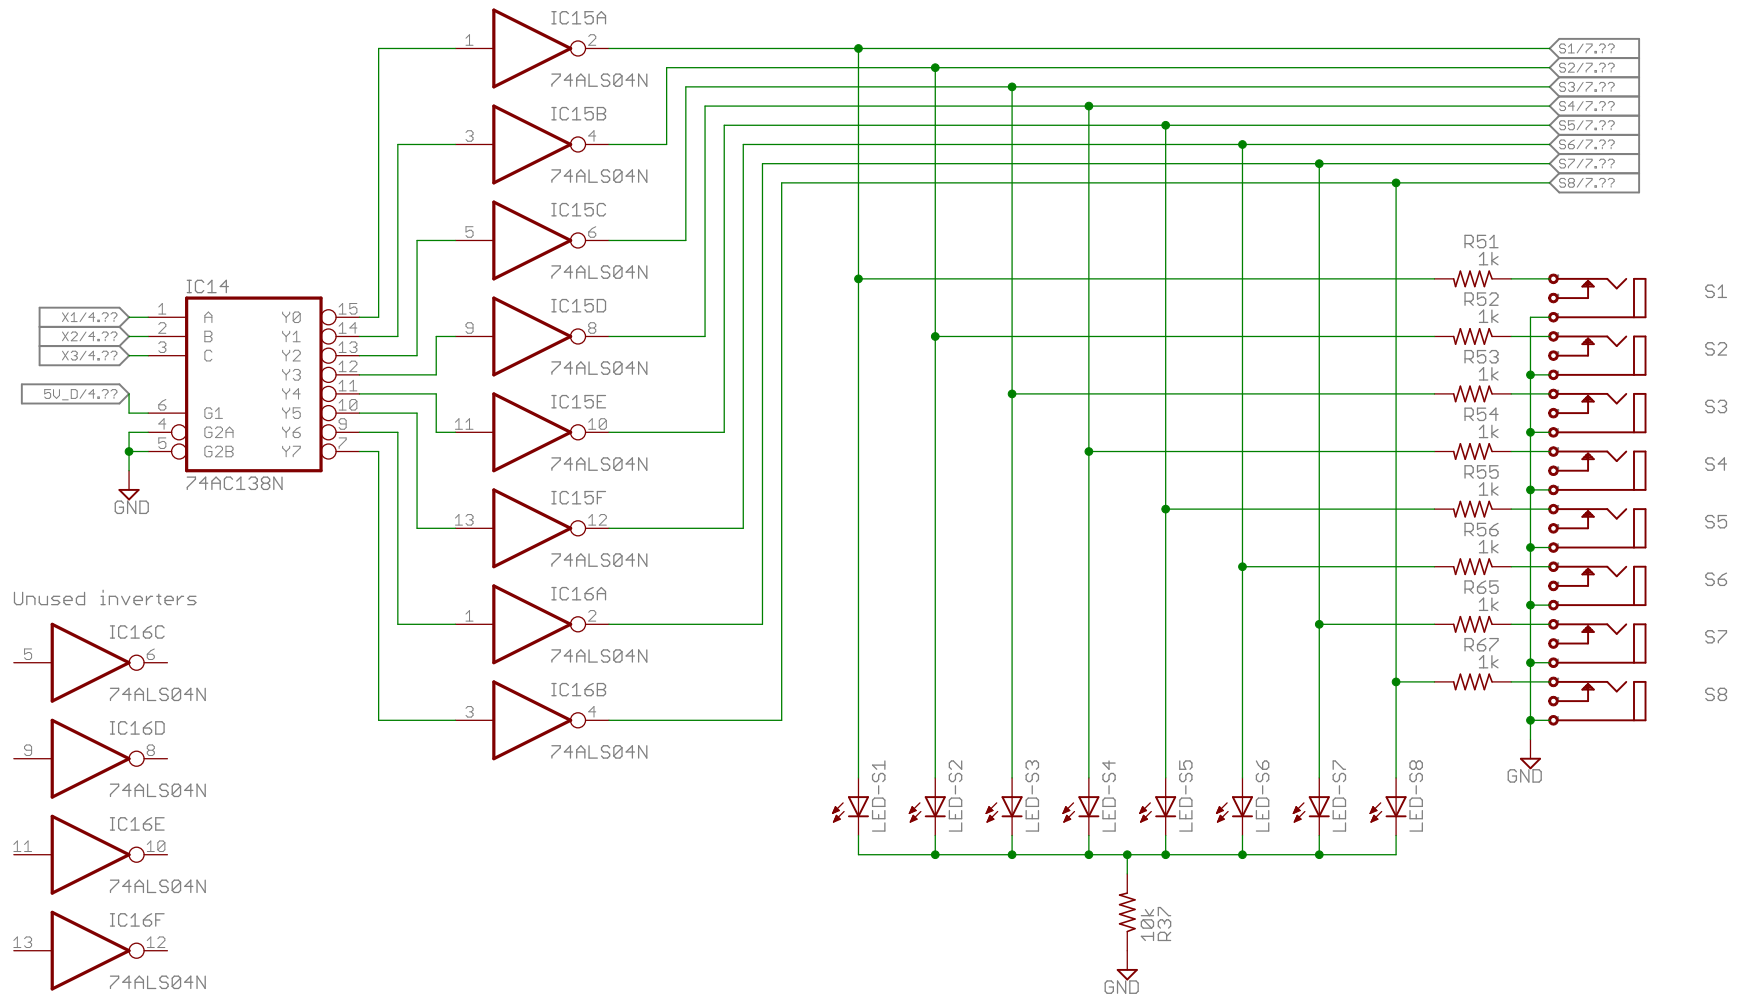 IC15A
1
2
74ALS04N
IC15B
3
4
74ALS04N
IC15C
5
6
74ALS04N
IC15D
9
8
74ALS04N
IC15E
11
10
74ALS04N
IC15F
13
12
74ALS04N
IC16A
1
2
74ALS04N
IC16B
3
4
74ALS04N
S1/7.??
S2/7.??
S3/7.??
S4/7.??
S5/7.??
S6/7.??
S7/7.??
S8/7.??
IC14
X1/4.?? 1 A Y0 15
X2/4.?? 2 B Y1 14
X3/4.?? 3 C Y2 13
Y3 12
5V_D/4.?? Y4 11
6 G1 Y5 10
4 G2A Y6 9
5 G2B Y7 7
74AC138N
GND
R51
1k
S1
R52
1k
S2
R53
1k
S3
R54
1k
S4
R55
1k
S5
R56
1k
S6
R65
1k
S7
R67
1k
S8
GND
Unused inverters
IC16C
5
6
74ALS04N
IC16D
9
8
74ALS04N
IC16E
11
10
74ALS04N
IC16F
13
12
74ALS04N
LED-S1
LED-S2
LED-S3
LED-S4
LED-S5
LED-S6
LED-S7
LED-S8
10k
R37
GND